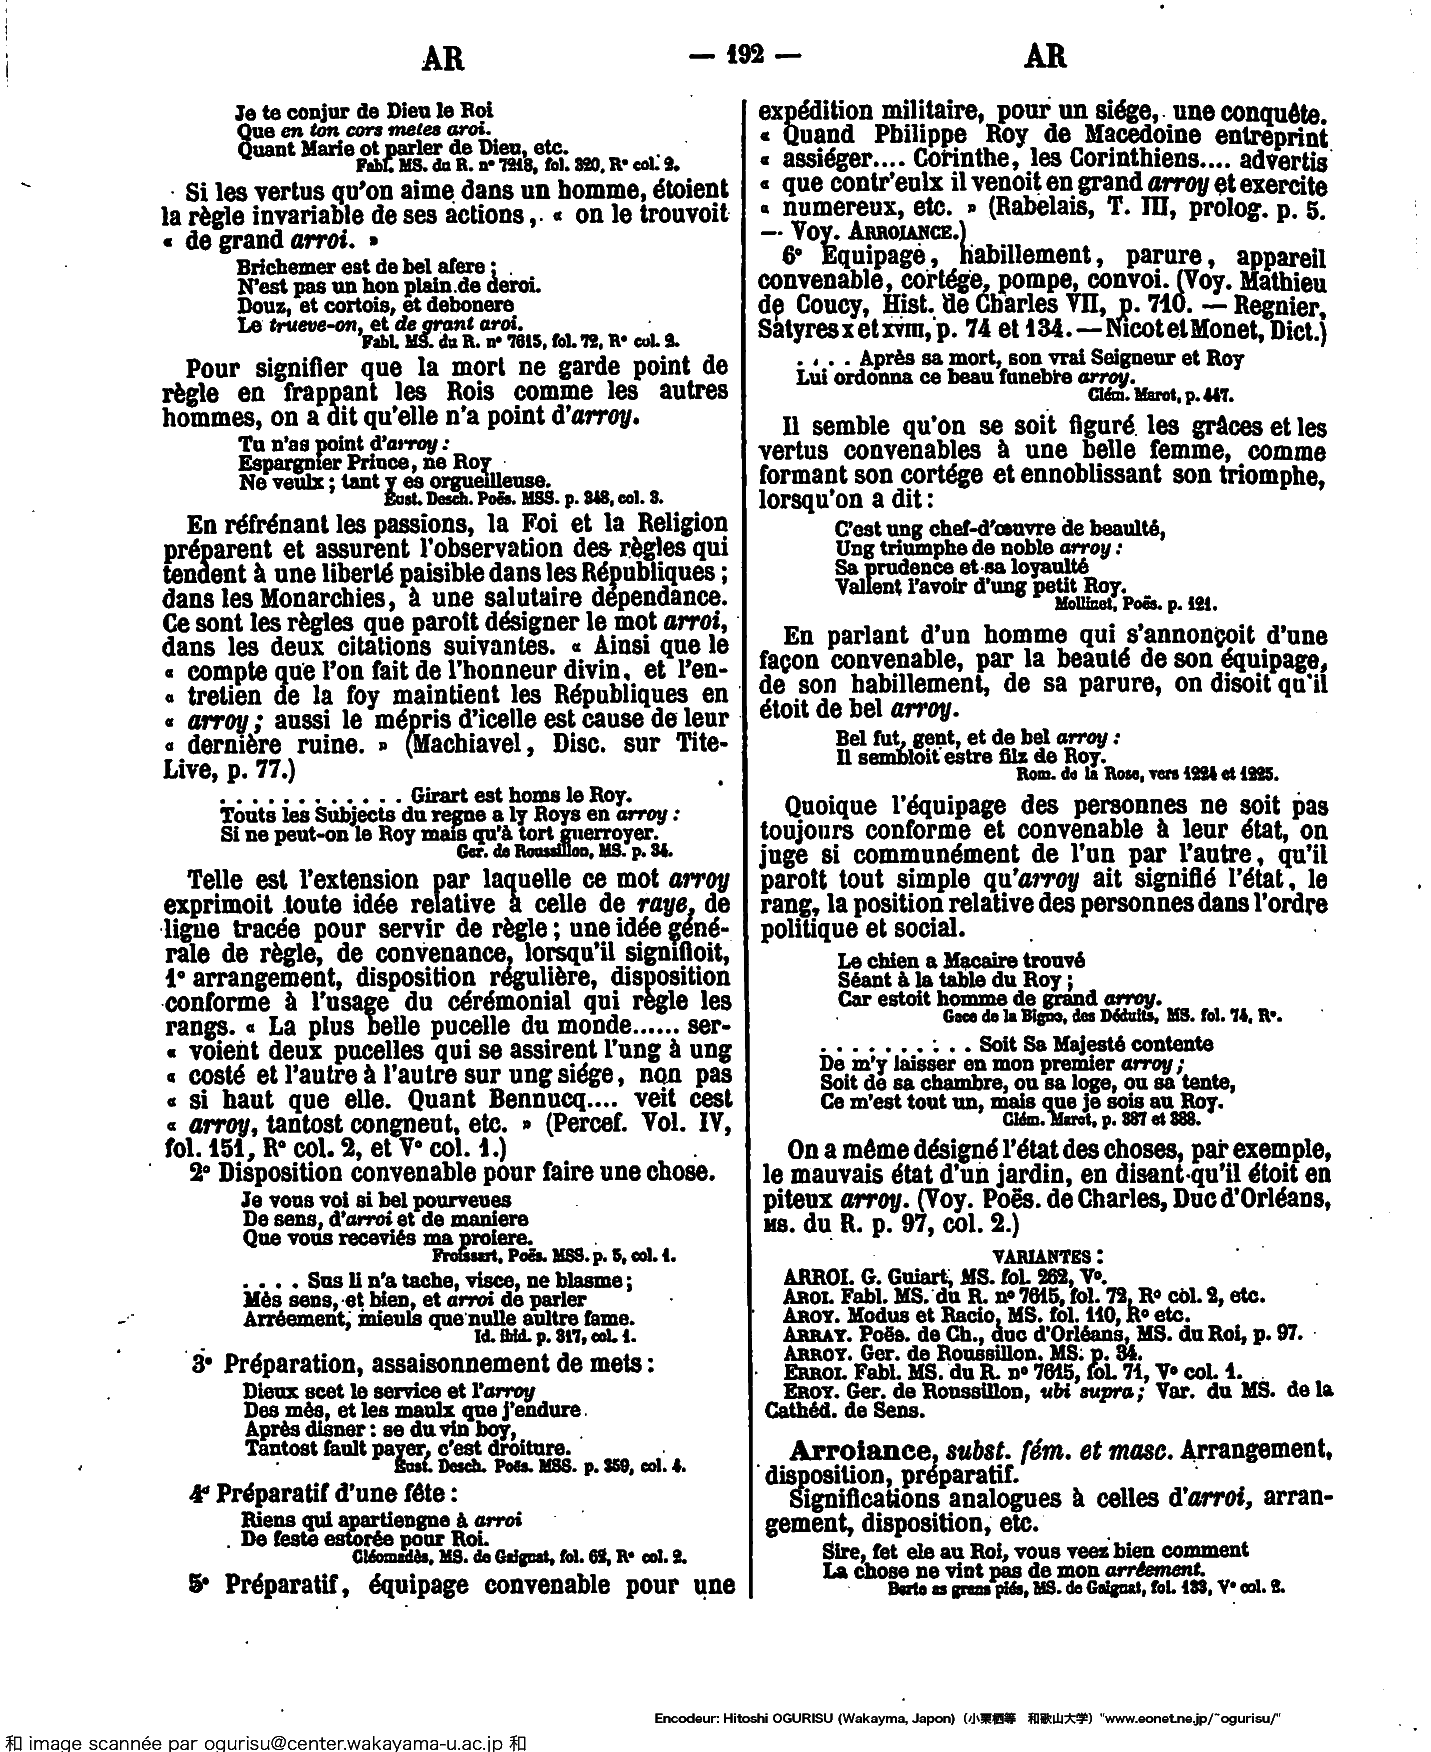 AR
— 192 —
AR
Je te conjur de Dieu le Roi
Que en ton cors metes aroi.
Quant Marie ot parler de Dieu, etc.
Fabl. MS. du R. nº 7218, fol. 320, Rº col. 2.
Si les vertus qu'on aime dans un homme, étoient
la règle invariable de ses actions, « on le trouvoit
« de grand arroi. »
Brichemer est de bel afere ;
N'est pas un hon plain de deroi.
Douz, et cortois, et debonere
Le trueve-on, et de grant aroi.
Fabl. MS. du R. nº 7615, fol. 72, Rº col. 2.
Pour signifier que la mort ne garde point de
règle en frappant les Rois comme les autres
hommes, on a dit qu'elle n'a point d'arroy.
Tu n'as point d'arroy :
Espargnier Prince, ne Roy
Ne veulx ; tant y es orgueilleuse.
Eust. Desch. Poës. MSS. p. 348, col. 3.
En réfrénant les passions, la Foi et la Religion
préparent et assurent l'observation des règles qui
tendent à une liberté paisible dans les Républiques ;
dans les Monarchies, à une salutaire dépendance.
Ce sont les règles que paroît désigner le mot arroi,
dans les deux citations suivantes. « Ainsi que le
« compte que l'on fait de l'honneur divin, et l'en-
« tretien de la foy maintient les Républiques en
« arroy ; aussi le mépris d'icelle est cause de leur
« dernière ruine. » (Machiavel, Disc. sur Tite-
Live, p. 77.)
. . . . . . . . . . . . Girart est homs le Roy.
Touts les Subjects du regne a ly Roys en arroy :
Si ne peut-on le Roy mais qu'à tort guerroyer.
Ger. de Roussillon, MS. p. 34.
Telle est l'extension par laquelle ce mot arroy
exprimoit toute idée relative à celle de raye, de
ligne tracée pour servir de règle ; une idée géné-
rale de règle, de convenance, lorsqu'il signifioit,
1º arrangement, disposition régulière, disposition
conforme à l'usage du cérémonial qui règle les
rangs. « La plus belle pucelle du monde...... ser-
« voient deux pucelles qui se assirent l'ung à ung
« costé et l'autre à l'autre sur ung siége, non pas
« si haut que elle. Quant Bennucq.... veit cest
« arroy, tantost congneut, etc. » (Percef. Vol. IV,
fol. 151, Rº col. 2, et Vº col. 1.)
2º Disposition convenable pour faire une chose.
Je vous voi si bel pourveues
De sens, d'arroi et de maniere
Que vous receviés ma proiere.
Froissart, Poës. MSS. p. 5, col. 1.
. . . . Sus li n'a tache, visce, ne blasme ;
Mès sens, et bien, et arroi de parler
Arréement, mieuls que nulle aultre fame.
Id. ibid. p. 317, col. 1.
3º Préparation, assaisonnement de mets :
Dieux scet le service et l'arroy
Des mès, et les maulx que j'endure.
Après disner : se du vin boy,
Tantost fault payer, c'est droiture.
Eust. Desch. Poës. MSS. p. 359, col. 4.
4º Préparatif d'une fête :
Riens qui apartiengne à arroi
De feste estorée pour Roi.
Cléomadès, MS. de Gaignat, fol. 62, Rº col. 2.
5º Préparatif, équipage convenable pour une
expédition militaire, pour un siége, une conquête.
« Quand Philippe Roy de Macedoine entreprint
« assiéger.... Corinthe, les Corinthiens.... advertis
« que contr'eulx il venoit en grand arroy et exercite
« numereux, etc. » (Rabelais, T. III, prolog. p. 5.
— Voy. ARROIANCE.)
6º Equipage, habillement, parure, appareil
convenable, cortége, pompe, convoi. (Voy. Mathieu
de Coucy, Hist. de Charles VII, p. 710. — Regnier,
Satyres X et XVIII, p. 74 et 134. — Nicot et Monet, Dict.)
. . . . Après sa mort, son vrai Seigneur et Roy
Lui ordonna ce beau funebre arroy.
Clém. Marot, p. 447.
Il semble qu'on se soit figuré les grâces et les
vertus convenables à une belle femme, comme
formant son cortége et ennoblissant son triomphe,
lorsqu'on a dit :
C'est ung chef-d'œuvre de beaulté,
Ung triumphe de noble arroy :
Sa prudence et sa loyaulté
Vallent l'avoir d'ung petit Roy.
Mollinet, Poës. p. 121.
En parlant d'un homme qui s'annonçoit d'une
façon convenable, par la beauté de son équipage,
de son habillement, de sa parure, on disoit qu'il
étoit de bel arroy.
Bel fut, gent, et de bel arroy :
Il sembloit estre filz de Roy.
Rom. de la Rose, vers 1224 et 1225.
Quoique l'équipage des personnes ne soit pas
toujours conforme et convenable à leur état, on
juge si communément de l'un par l'autre, qu'il
paroît tout simple qu'arroy ait signifié l'état, le
rang, la position relative des personnes dans l'ordre
politique et social.
Le chien a Macaire trouvé
Séant à la table du Roy ;
Car estoit homme de grand arroy.
Gace de la Bigne, des Déduits, MS. fol. 74, Rº.
. . . . . . . . . . Soit Sa Majesté contente
De m'y laisser en mon premier arroy ;
Soit de sa chambre, ou sa loge, ou sa tente,
Ce m'est tout un, mais que je sois au Roy.
Clém. Marot, p. 387 et 388.
On a même désigné l'état des choses, par exemple,
le mauvais état d'un jardin, en disant qu'il étoit en
piteux arroy. (Voy. Poës. de Charles, Duc d'Orléans,
MS. du R. p. 97, col. 2.)
VARIANTES :
ARROI. G. Guiart, MS. fol. 262, Vº.
AROI. Fabl. MS. du R. nº 7615, fol. 72, Rº col. 2, etc.
AROY. Modus et Racio, MS. fol. 110, Rº etc.
ARRAY. Poës. de Ch., duc d'Orléans, MS. du Roi, p. 97.
ARROY. Ger. de Roussillon. MS. p. 34.
ERROI. Fabl. MS. du R. nº 7615, fol. 71, Vº col. 1.
EROY. Ger. de Roussillon, ubi supra ; Var. du MS. de la
Cathéd. de Sens.
Arroiance, subst. fém. et masc. Arrangement,
disposition, préparatif.
Significations analogues à celles d'arroi, arran-
gement, disposition, etc.
Sire, fet ele au Roi, vous veez bien comment
La chose ne vint pas de mon arréement.
Berte as grans piés, MS. de Gaignat, fol. 133, Vº col. 2.
Encodeur: Hitoshi OGURISU (Wakayma, Japon) (小栗栖等 和歌山大学) "www.eonet.ne.jp/~ogurisu/"
和 image scannée par ogurisu@center.wakayama-u.ac.jp 和